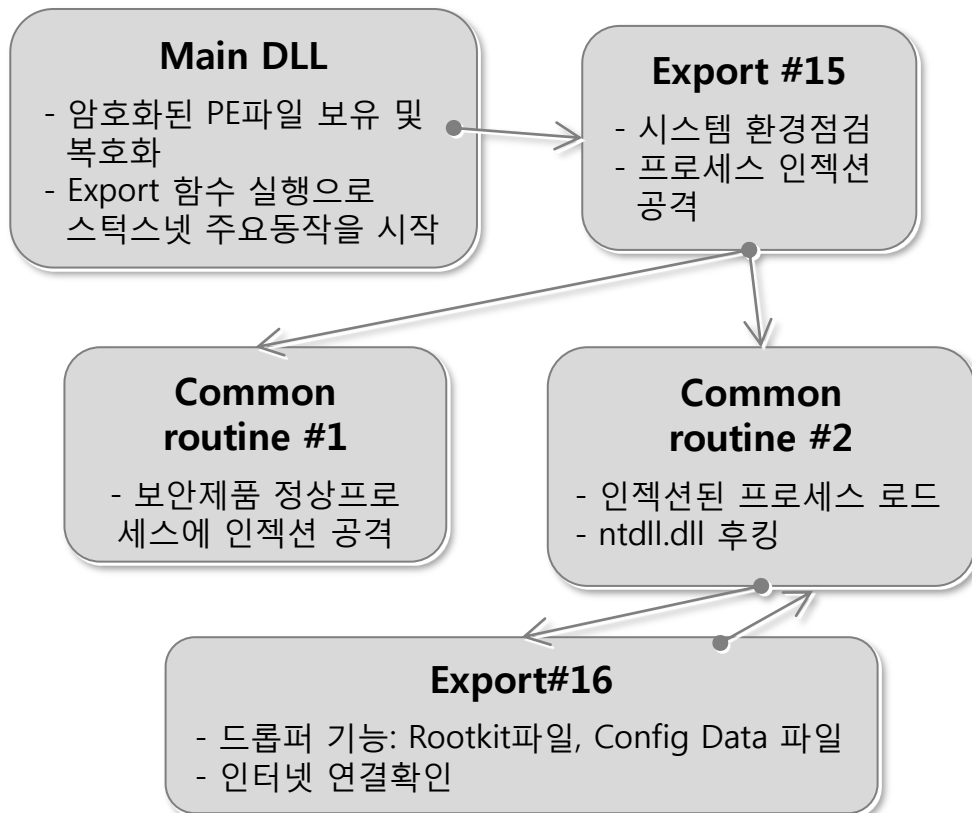 Main DLL
- 암호화된 PE파일 보유 및
복호화
- Export 함수 실행으로
스턱스넷 주요동작을 시작
Export #15
- 시스템 환경점검
- 프로세스 인젝션
공격
Common
routine #1
- 보안제품 정상프로
세스에 인젝션 공격
Common
routine #2
- 인젝션된 프로세스 로드
- ntdll.dll 후킹
Export#16
- 드롭퍼 기능: Rootkit파일, Config Data 파일
- 인터넷 연결확인